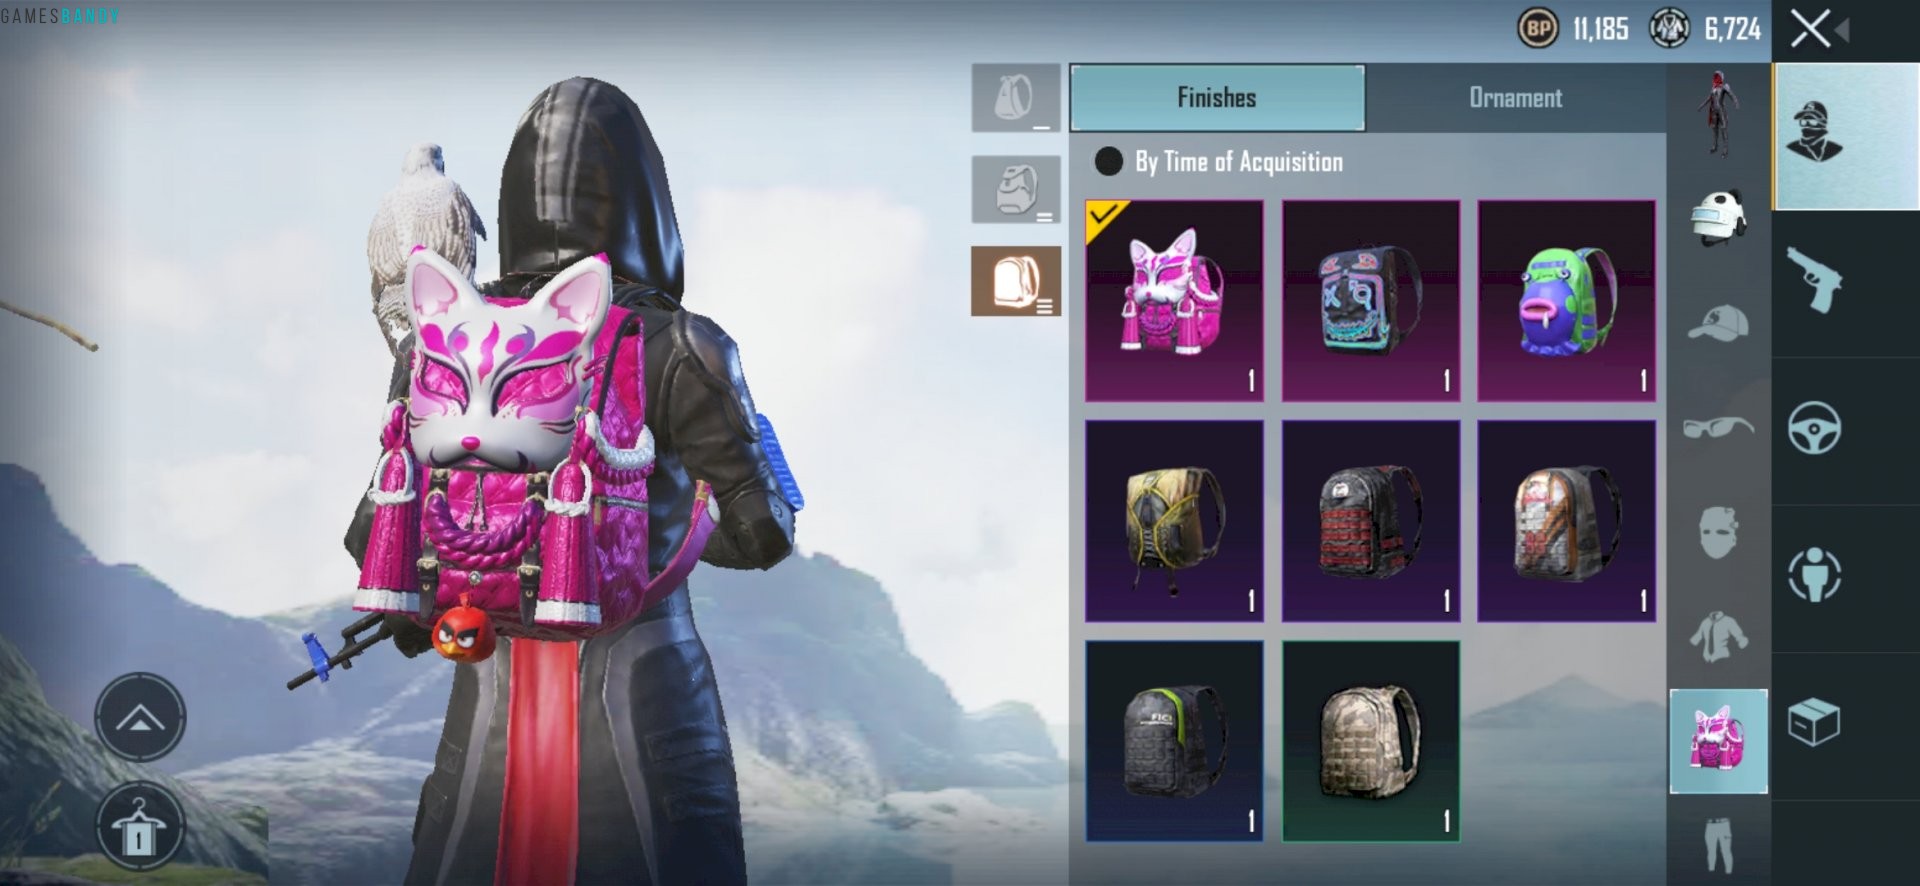 GAMESBANDY
BP 11,185 6,724
Finishes Ornament
By Time of Acquisition
1 1 1
1 1 1
1 1
1